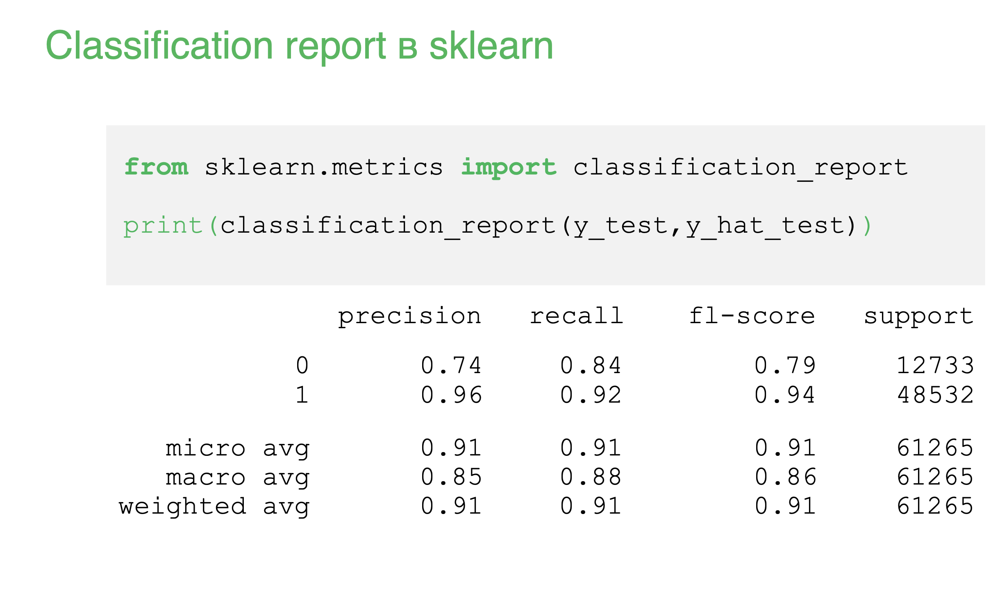 Classification report в sklearn
from sklearn.metrics import classification_report
print(classification_report(y_test,y_hat_test))
precision recall fl-score support
0 0.74 0.84 0.79 12733
1 0.96 0.92 0.94 48532
micro avg 0.91 0.91 0.91 61265
macro avg 0.85 0.88 0.86 61265
weighted avg 0.91 0.91 0.91 61265